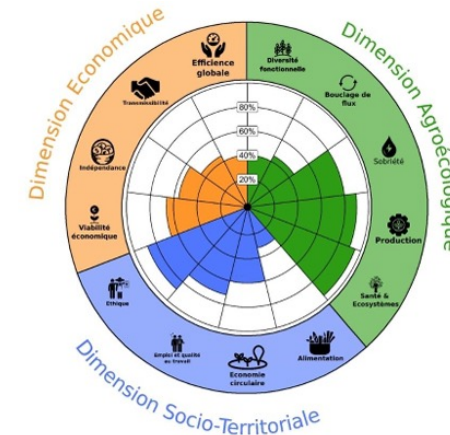 Dimension Economique
Dimension Agroécologique
Dimension Socio-Territoriale
Efficience
globale
Transmissibilité
Indépendance
Viabilité
économique
Diversité
fonctionnelle
Bouclage de
flux
Sobriété
Production
Santé &
Ecosystèmes
Alimentation
Economie
circulaire
Emploi et qualité
au travail
Ethique
80%
60%
40%
20%